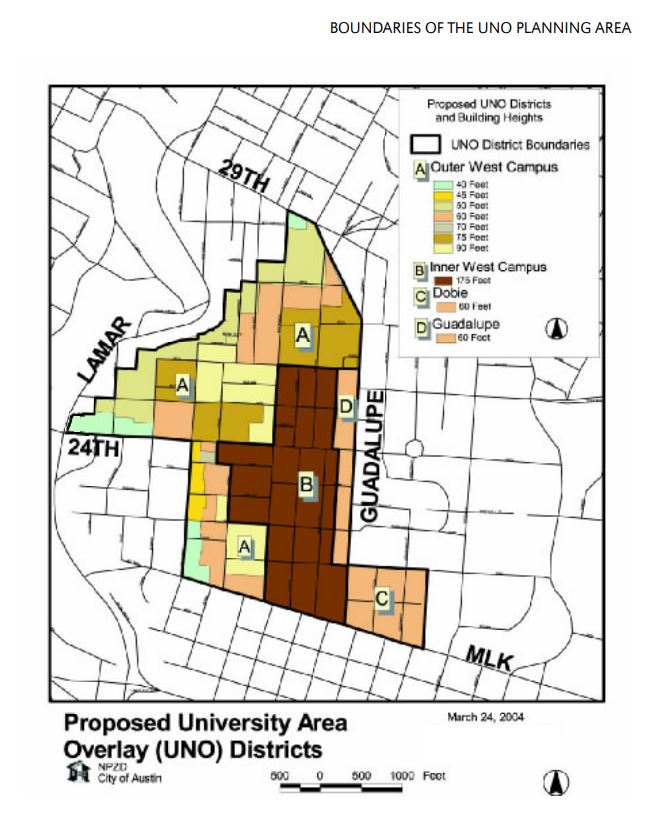 BOUNDARIES OF THE UNO PLANNING AREA
Proposed UNO Districts
and Building Heights
UNO District Boundaries
A Outer West Campus
40 Feet
45 Feet
50 Feet
60 Feet
70 Feet
75 Feet
90 Feet
B Inner West Campus
175 Feet
C Dobie
60 Feet
D Guadalupe
60 Feet
29TH
LAMAR
A
A
D
GUADALUPE
24TH
B
A
C
MLK
Proposed University Area
Overlay (UNO) Districts
March 24, 2004
NPZD
City of Austin
500 0 500 1000 Feet